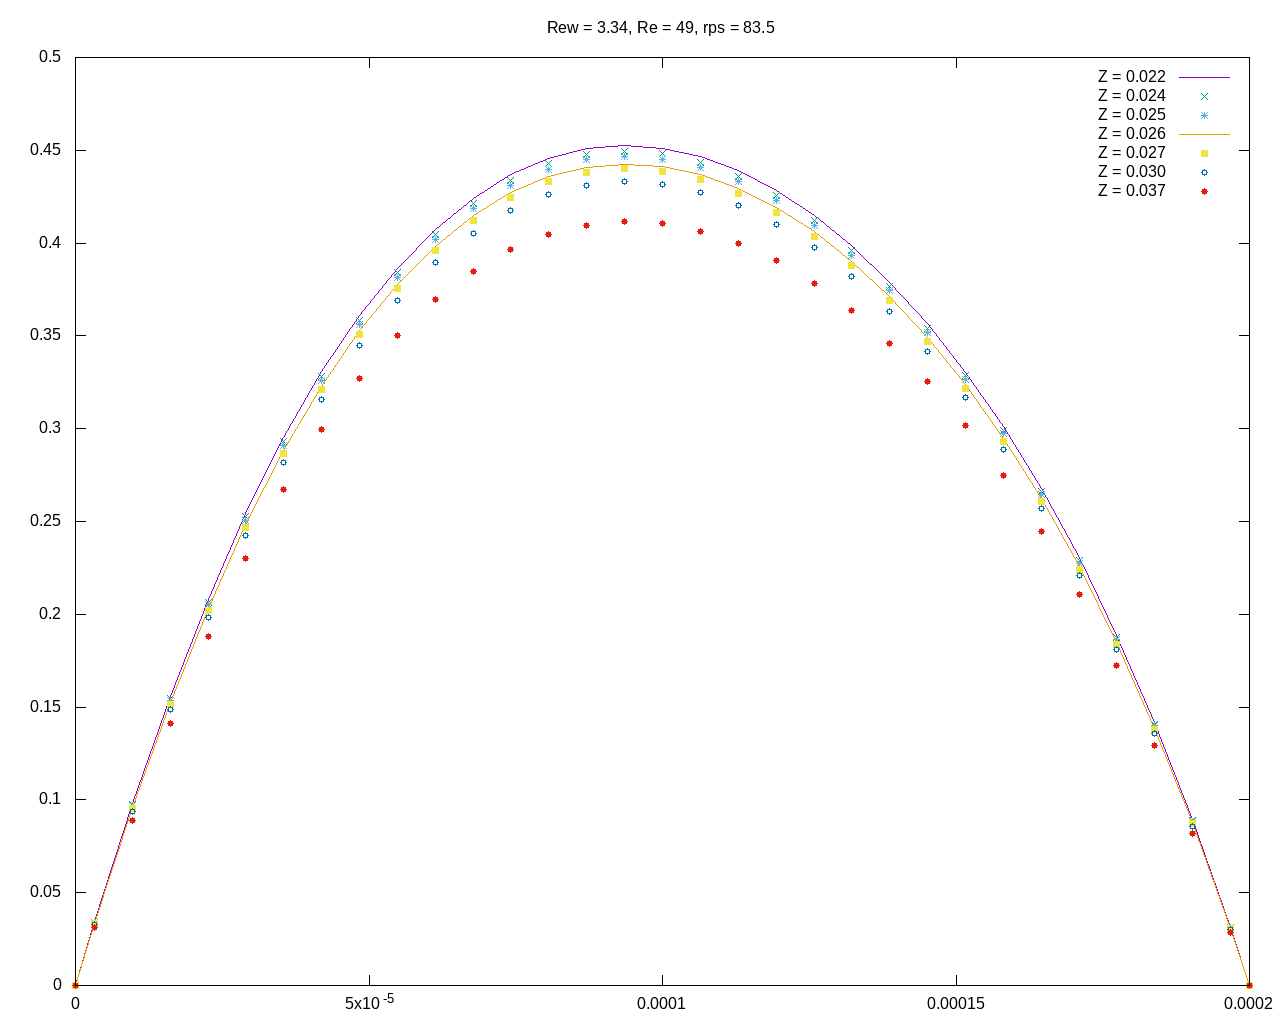 Rew = 3.34, Re = 49, rps = 83.5
0.5
0.45
0.4
0.35
0.3
0.25
0.2
0.15
0.1
0.05
0
Z = 0.022
Z = 0.024
Z = 0.025
Z = 0.026
Z = 0.027
Z = 0.030
Z = 0.037
0 5x10⁻⁵ 0.0001 0.00015 0.0002